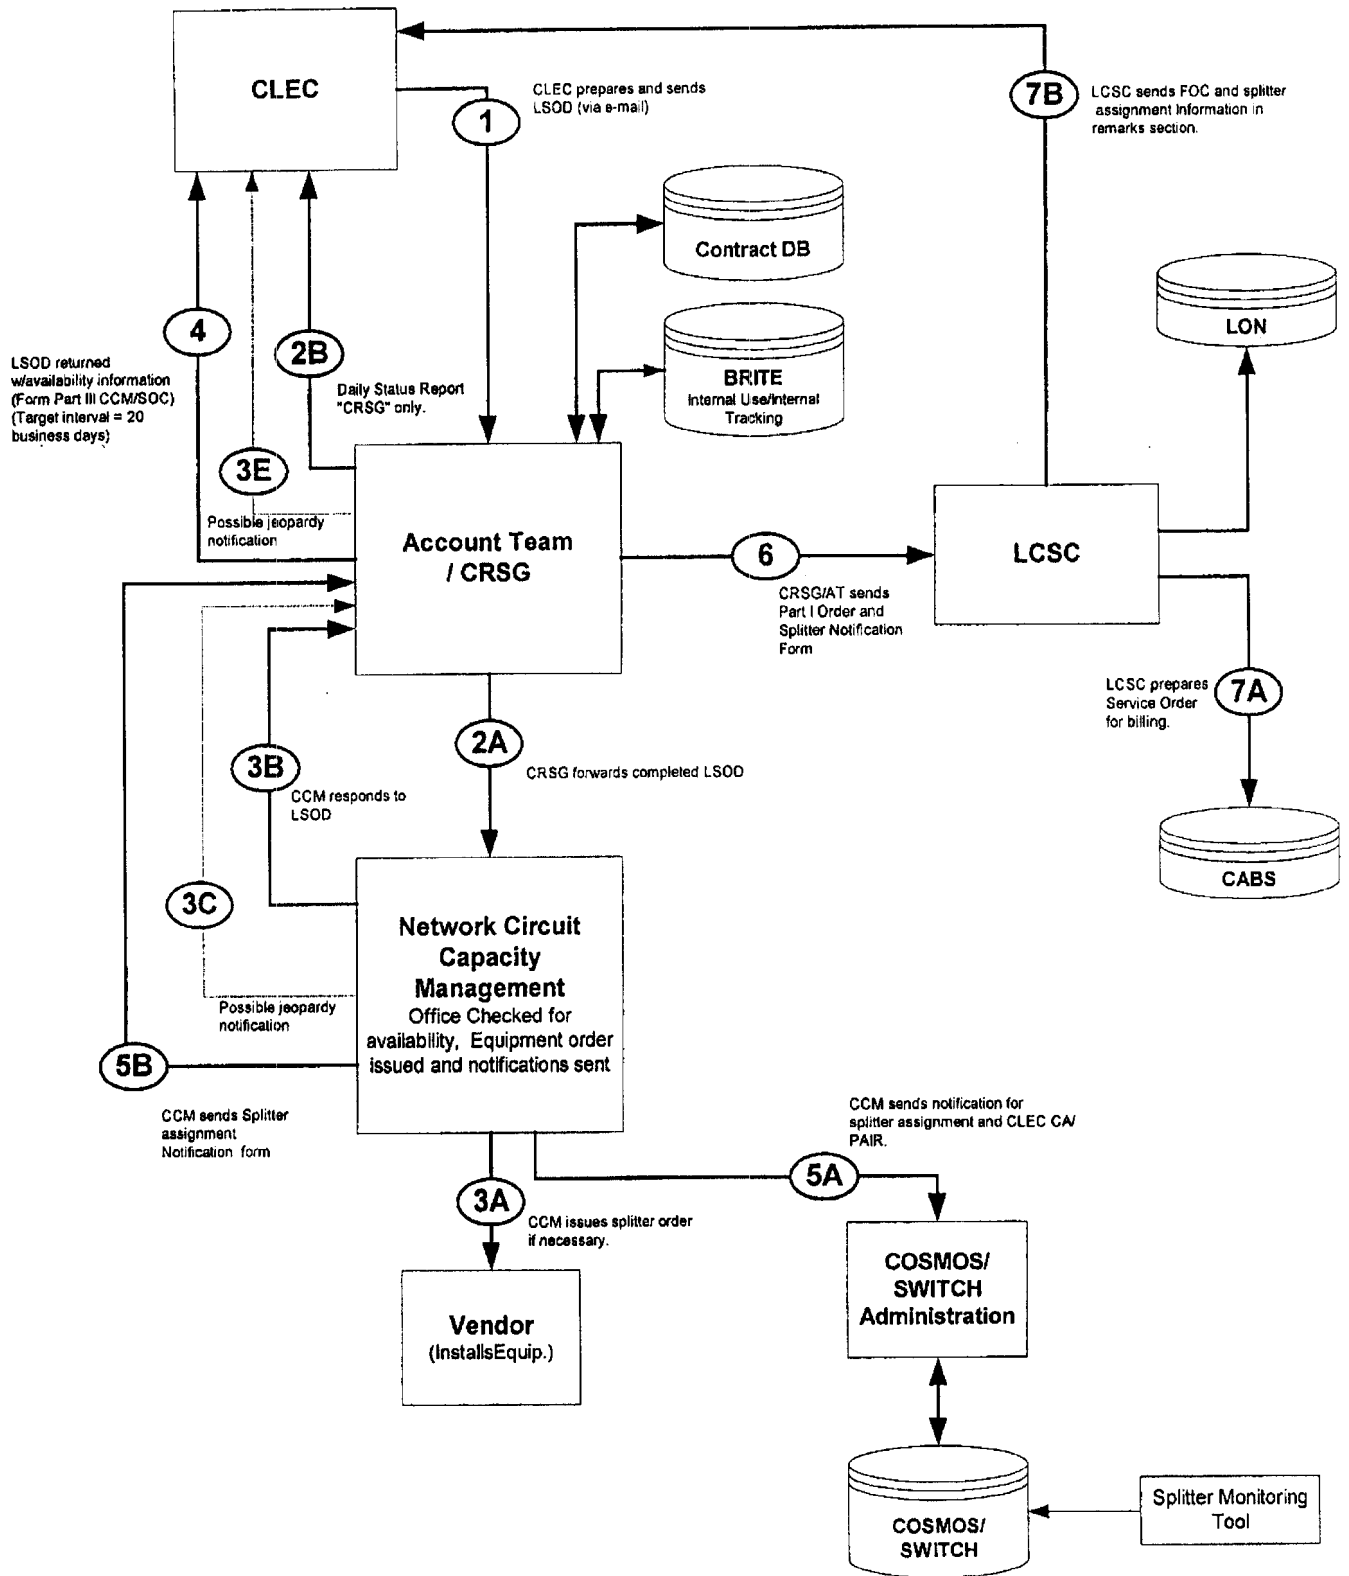 CLEC
1
CLEC prepares and sends
LSOD (via e-mail)
7B
LCSC sends FOC and splitter
assignment Information in
remarks section.
Contract DB
LON
4
LSOD returned
w/availability information
(Form Part III CCM/SOC)
(Target interval = 20
business days)
2B
Daily Status Report
"CRSG" only.
BRITE
Internal Use/Internal
Tracking
3E
Possible jeopardy
notification
Account Team
/ CRSG
6
CRSG/AT sends
Part I Order and
Splitter Notification
Form
LCSC
LCSC prepares
Service Order
for billing.
7A
2A
CRSG forwards completed LSOD
3B
CCM responds to
LSOD
CABS
3C
Possible jeopardy
notification
Network Circuit
Capacity
Management
Office Checked for
availability, Equipment order
issued and notifications sent
5B
CCM sends Splitter
assignment
Notification form
CCM sends notification for
splitter assignment and CLEC CA/
PAIR.
5A
3A
CCM issues splitter order
if necessary.
Vendor
(InstallsEquip.)
COSMOS/
SWITCH
Administration
COSMOS/
SWITCH
Splitter Monitoring
Tool